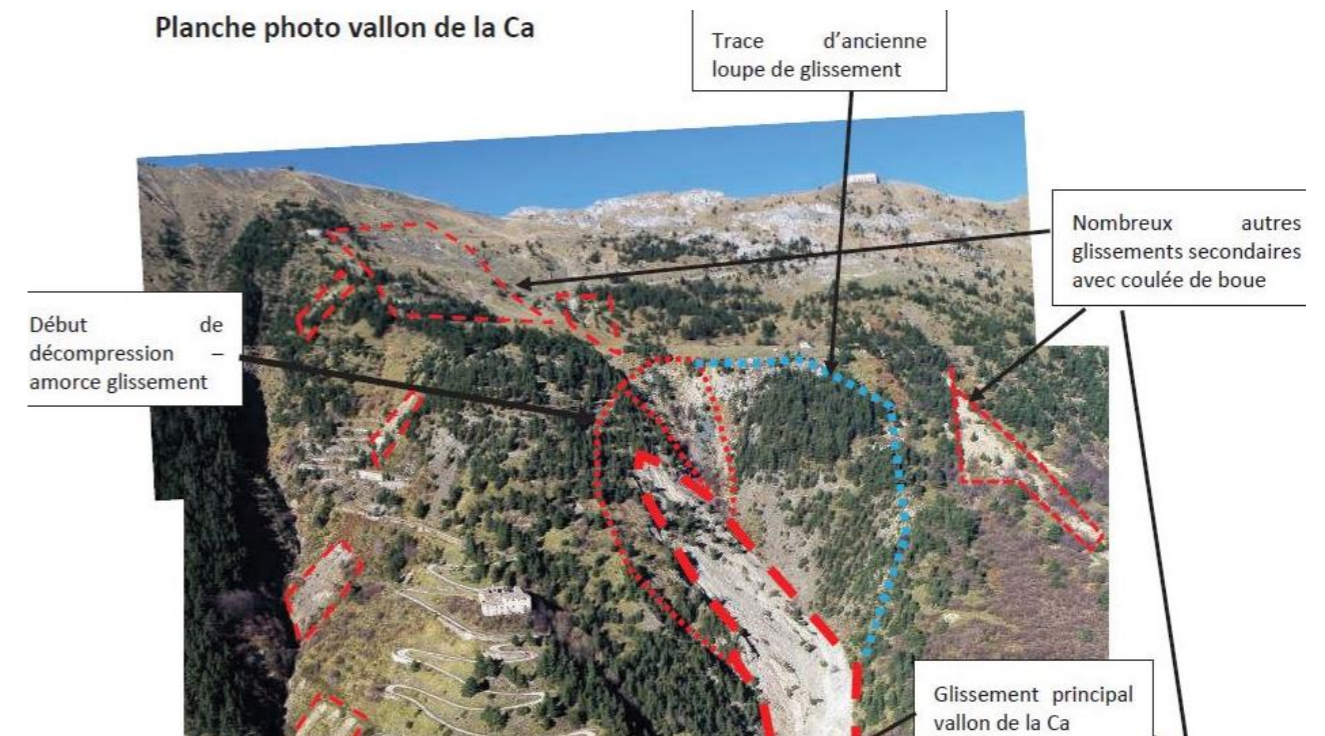 Planche photo vallon de la Ca
Trace d'ancienne
loupe de glissement
Nombreux autres
glissements secondaires
avec coulée de boue
Début de
décompression –
amorce glissement
Glissement principal
vallon de la Ca